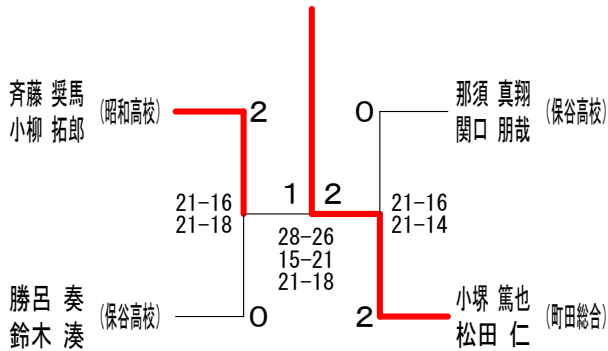 斉藤 奨馬
小柳 拓郎
(昭和高校)
2
0
那須 真翔
関口 朋哉
(保谷高校)
21-16
21-18
1
2
21-16
21-14
28-26
15-21
21-18
勝呂 奏
鈴木 湊
(保谷高校)
0
2
小堺 篤也
松田 仁
(町田総合)